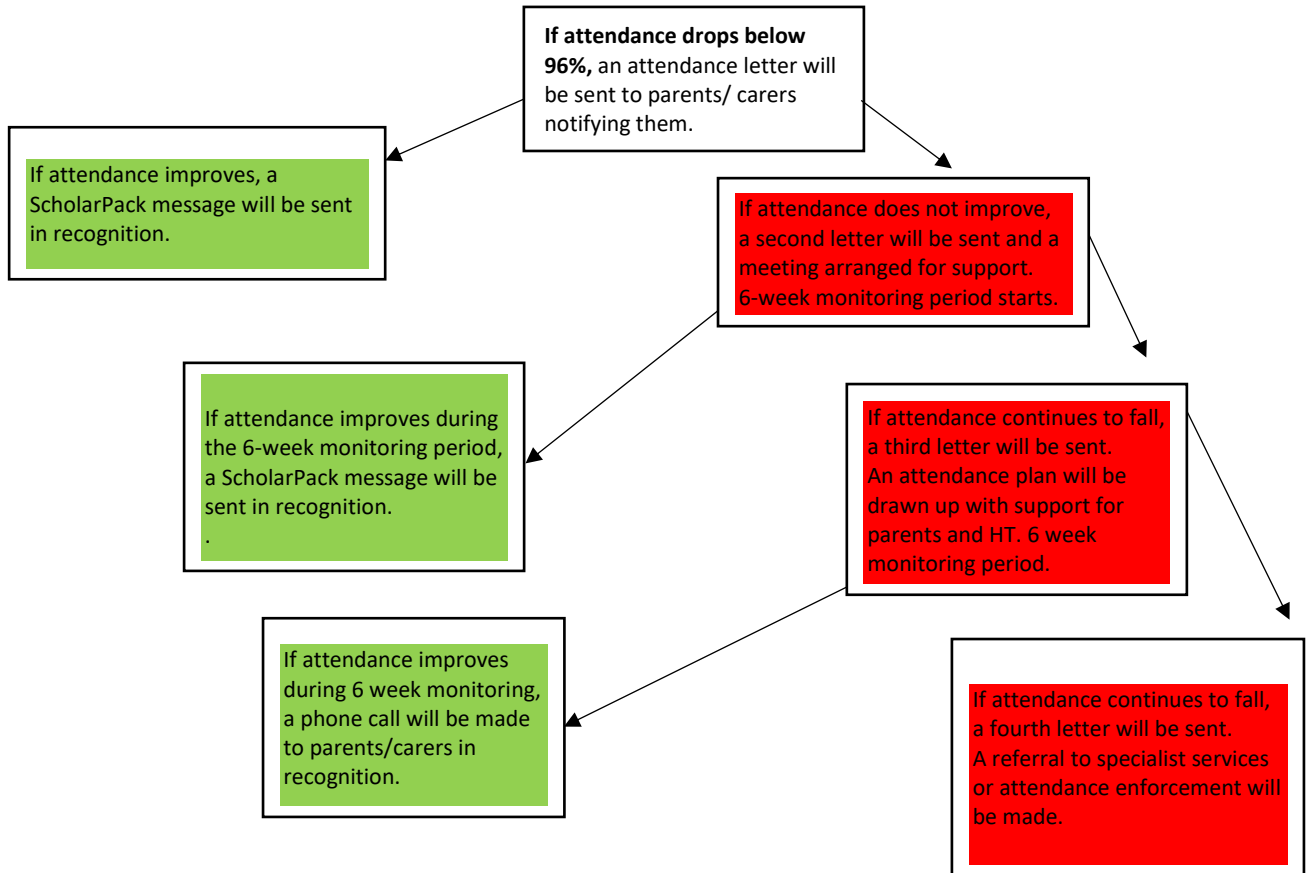 If attendance drops below
96%, an attendance letter will
be sent to parents/ carers
notifying them.
If attendance improves, a
ScholarPack message will be sent
in recognition.
If attendance does not improve,
a second letter will be sent and a
meeting arranged for support.
6-week monitoring period starts.
If attendance improves during
the 6-week monitoring period,
a ScholarPack message will be
sent in recognition.
.
If attendance continues to fall,
a third letter will be sent.
An attendance plan will be
drawn up with support for
parents and HT. 6 week
monitoring period.
If attendance improves
during 6 week monitoring,
a phone call will be made
to parents/carers in
recognition.
If attendance continues to fall,
a fourth letter will be sent.
A referral to specialist services
or attendance enforcement will
be made.